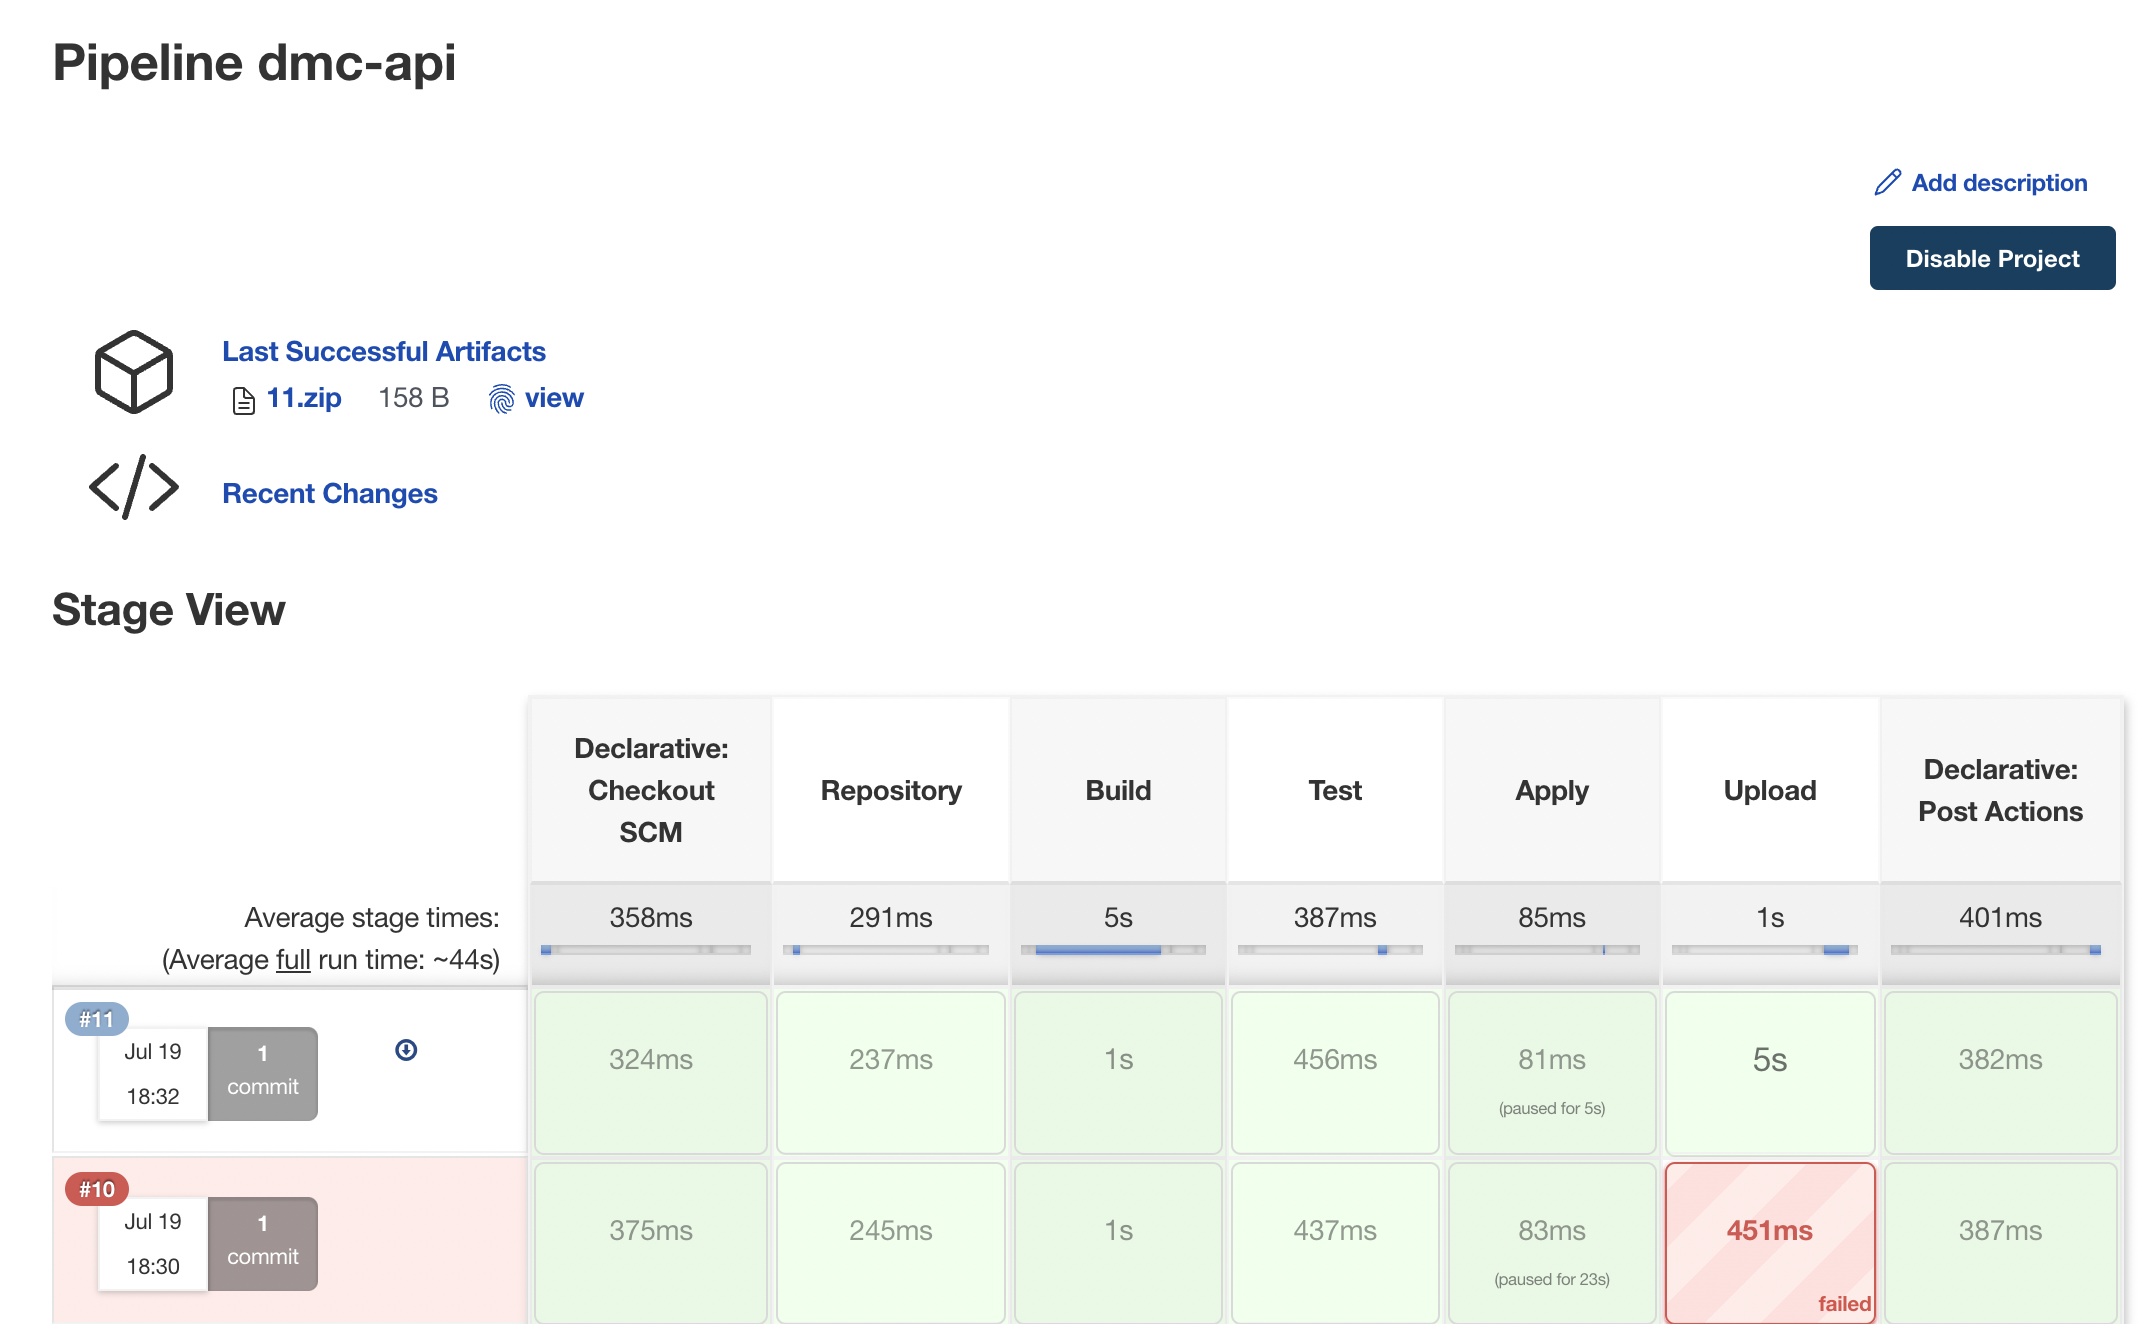 Pipeline dmc-api
Add description
Disable Project
Last Successful Artifacts
11.zip 158 B view
Recent Changes
Stage View
Declarative:
Checkout
SCM
Repository
Build
Test
Apply
Upload
Declarative:
Post Actions
Average stage times:
(Average full run time: ~44s)
358ms
291ms
5s
387ms
85ms
1s
401ms
#11
Jul 19
18:32
1
commit
324ms
237ms
1s
456ms
81ms
(paused for 5s)
5s
382ms
#10
Jul 19
18:30
1
commit
375ms
245ms
1s
437ms
83ms
(paused for 23s)
451ms
failed
387ms